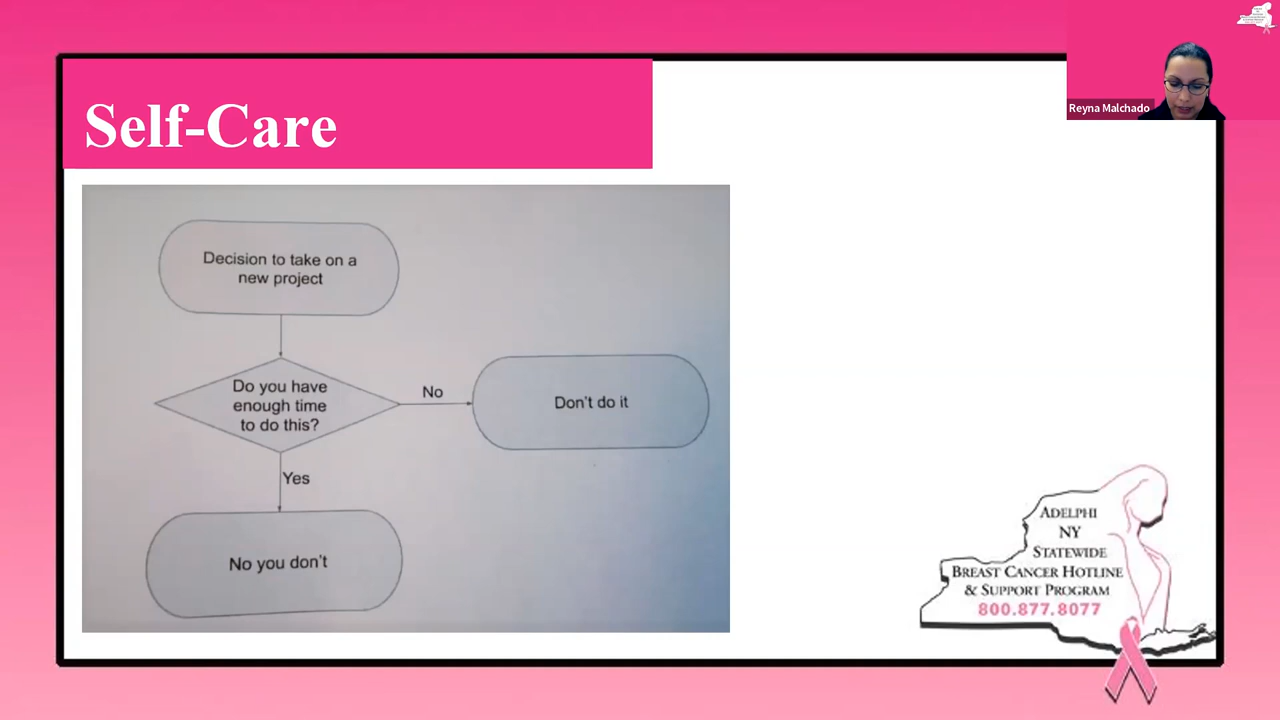 Self-Care
Reyna Malchado
Decision to take on a
new project
Do you have
enough time
to do this?
No
Don't do it
Yes
No you don't
ADELPHI
NY
STATEWIDE
BREAST CANCER HOTLINE
& SUPPORT PROGRAM
800.877.8077